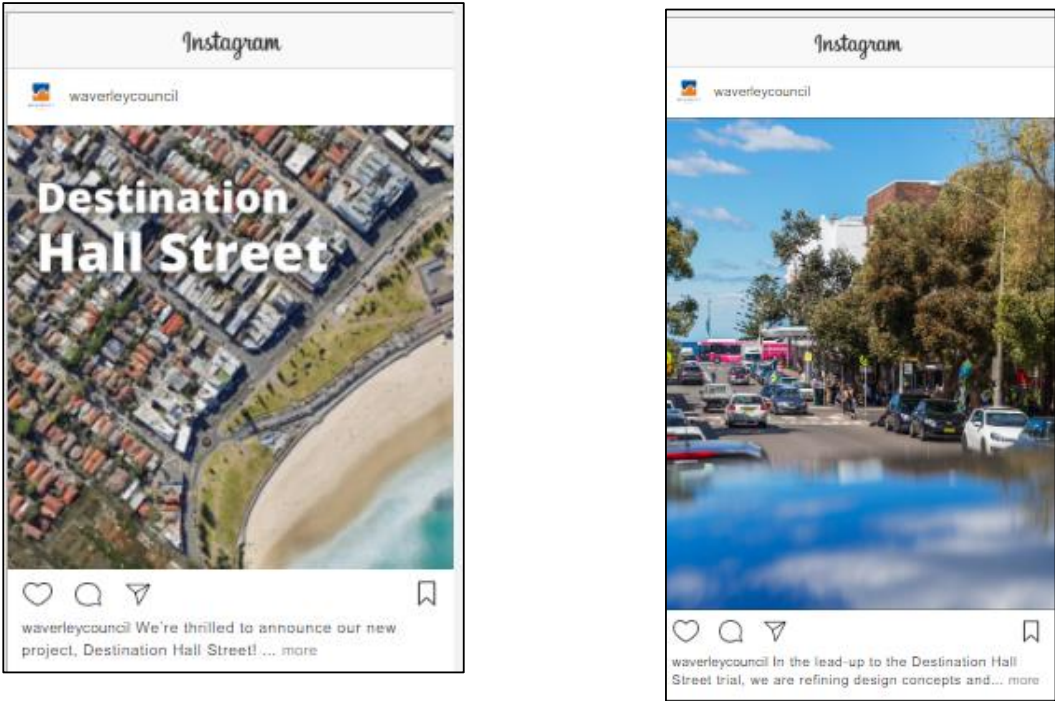 Instagram
waverleycouncil
Destination
Hall Street
waverleycouncil We're thrilled to announce our new
project, Destination Hall Street! ... more
Instagram
waverleycouncil
waverleycouncil In the lead-up to the Destination Hall
Street trial, we are refining design concepts and... more